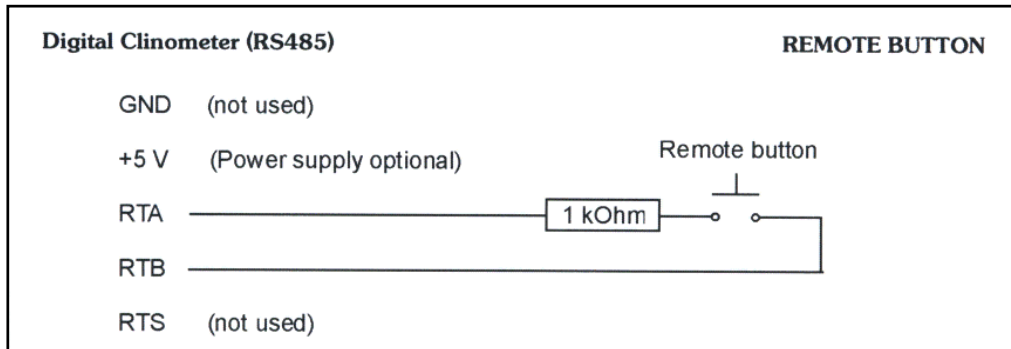 Digital Clinometer (RS485) REMOTE BUTTON
GND (not used)
+5 V (Power supply optional)
Remote button
RTA 1 kOhm
RTB
RTS (not used)